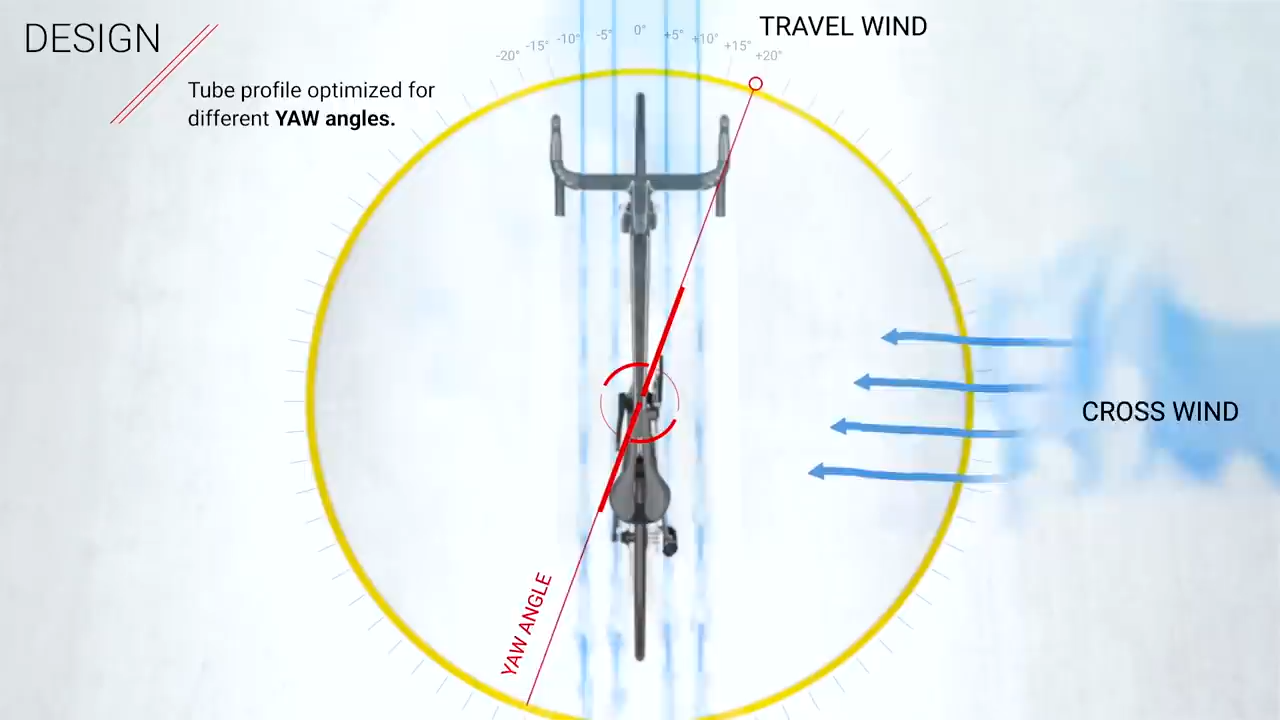 DESIGN
Tube profile optimized for
different YAW angles.
TRAVEL WIND
-20° -15° -10° -5° 0° +5° +10° +15° +20°
CROSS WIND
YAW ANGLE